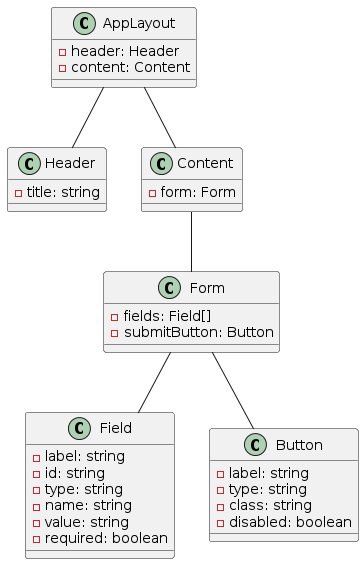 C AppLayout
header: Header
content: Content
C Header
title: string
C Content
form: Form
C Form
fields: Field[]
submitButton: Button
C Field
label: string
id: string
type: string
name: string
value: string
required: boolean
C Button
label: string
type: string
class: string
disabled: boolean